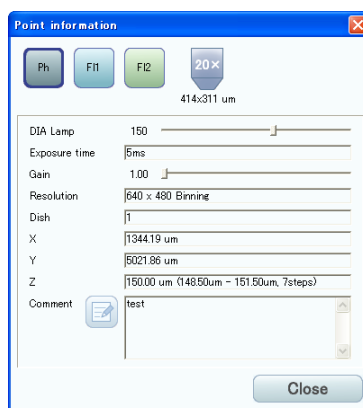 Point information
Ph Fl1 Fl2 20×
414x311 um
DIA Lamp 150
Exposure time 5ms
Gain 1.00
Resolution 640 x 480 Binning
Dish 1
X 1344.19 um
Y 5021.86 um
Z 150.00 um (148.50um - 151.50um, 7steps)
Comment test
Close